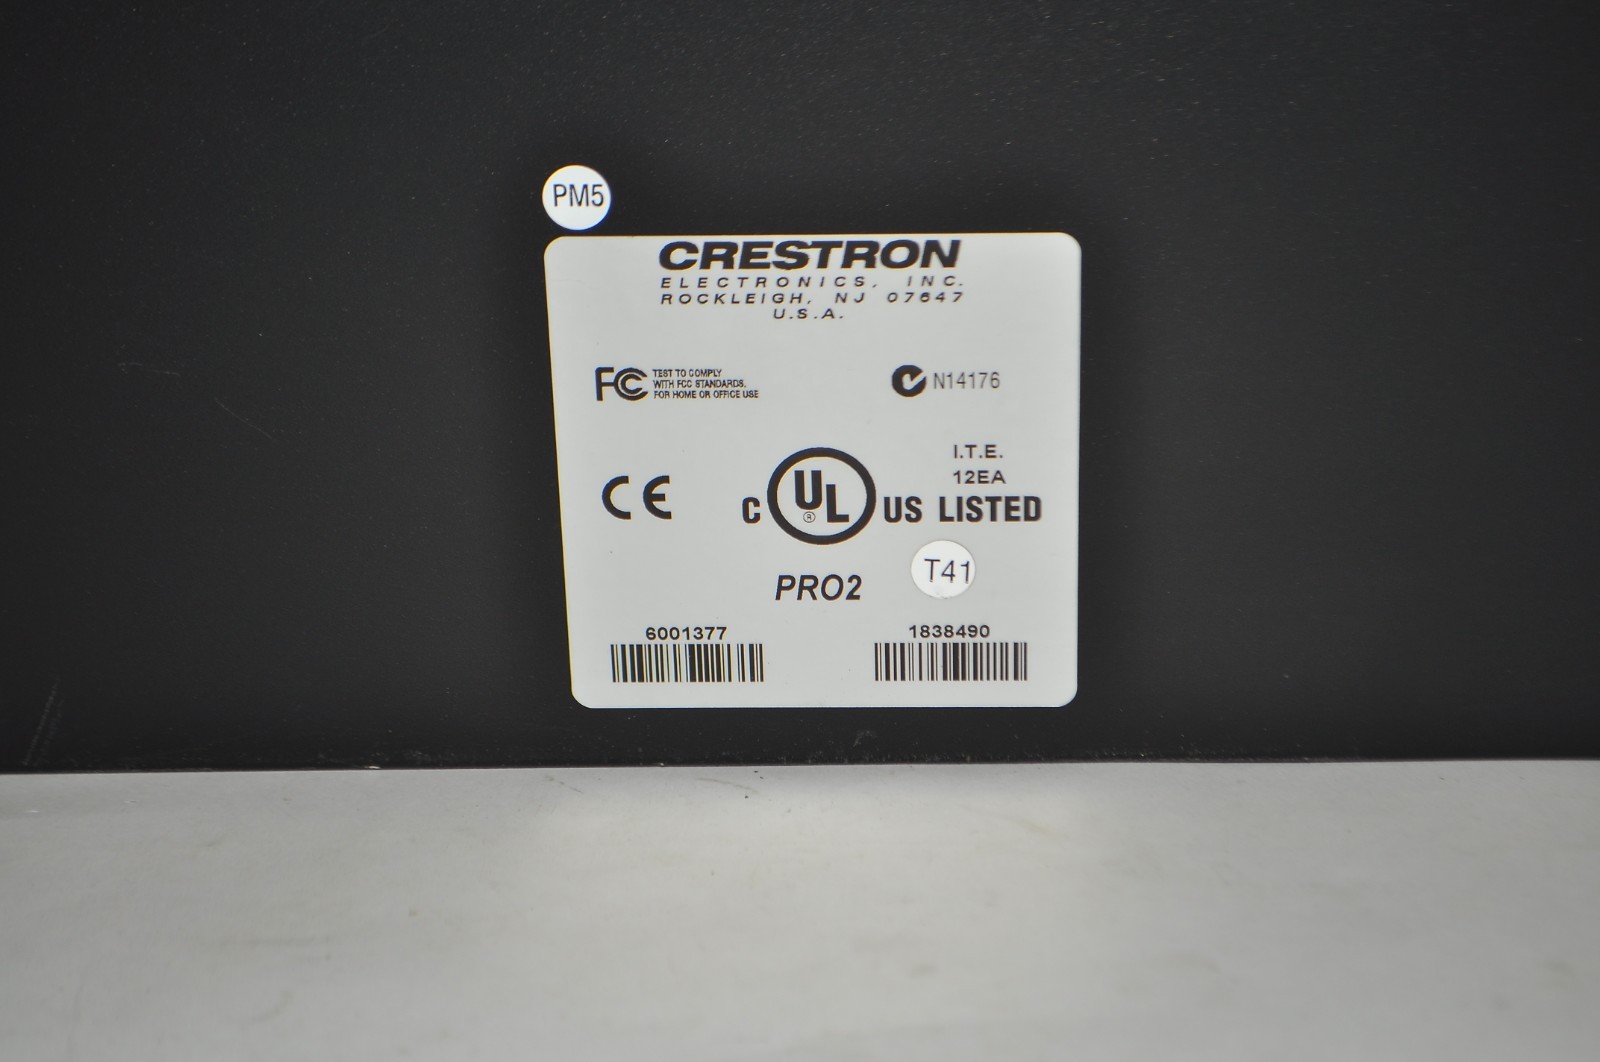 PM5
CRESTRON
ELECTRONICS, INC.
ROCKLEIGH, NJ 07647
U.S.A.
FC TEST TO COMPLY
WITH FCC STANDARDS.
FOR HOME OR OFFICE USE
N14176
I.T.E.
12EA
CE
C UL ® US LISTED
T41
PRO2
6001377
1838490